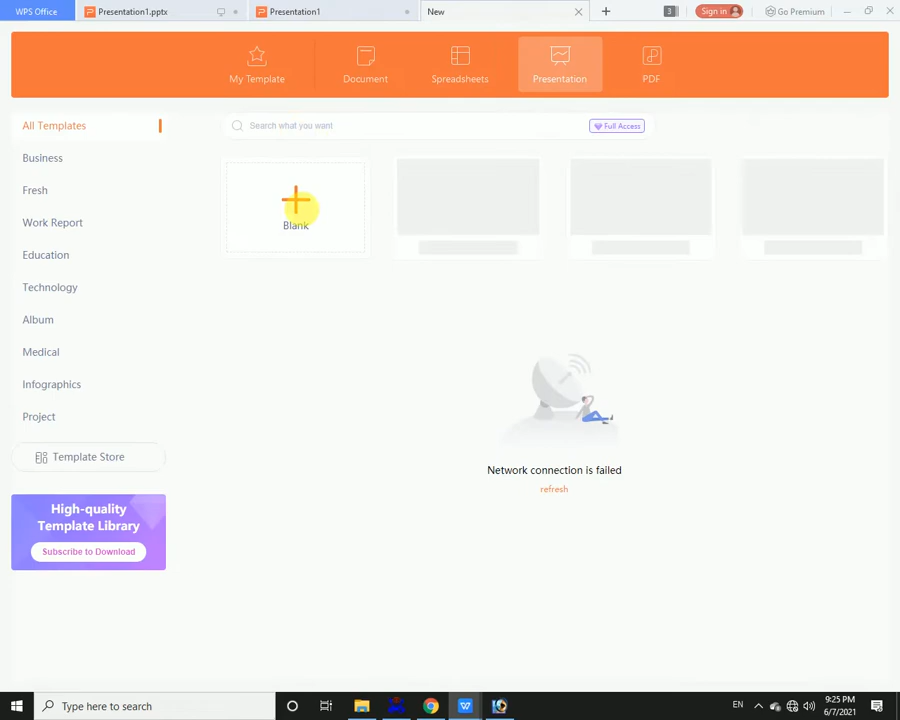 WPS Office
Presentation1.pptx
Presentation1
New
3
Sign in
Go Premium
My Template
Document
Spreadsheets
Presentation
PDF
All Templates
Search what you want
Full Access
Business
Fresh
Work Report
Education
Technology
Album
Medical
Infographics
Project
Template Store
Blank
Network connection is failed
refresh
High-quality
Template Library
Subscribe to Download
Type here to search
EN
9:25 PM
6/7/2021